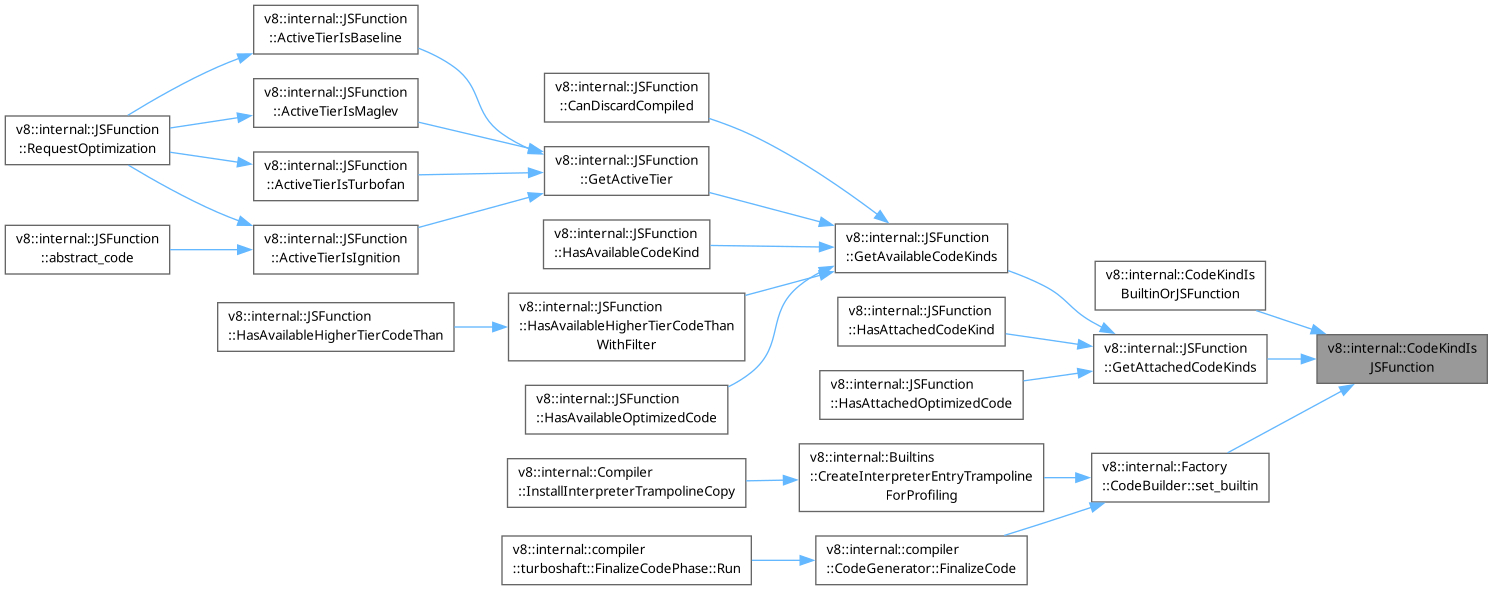 v8::internal::JSFunction
::ActiveTierIsBaseline
v8::internal::JSFunction
::CanDiscardCompiled
v8::internal::JSFunction
::ActiveTierIsMaglev
v8::internal::JSFunction
::RequestOptimization
v8::internal::JSFunction
::GetActiveTier
v8::internal::JSFunction
::ActiveTierIsTurbofan
v8::internal::JSFunction
::HasAvailableCodeKind
v8::internal::JSFunction
::GetAvailableCodeKinds
v8::internal::JSFunction
::abstract_code
v8::internal::JSFunction
::ActiveTierIsIgnition
v8::internal::CodeKindIs
BuiltinOrJSFunction
v8::internal::JSFunction
::HasAvailableHigherTierCodeThan
v8::internal::JSFunction
::HasAvailableHigherTierCodeThan
WithFilter
v8::internal::JSFunction
::HasAttachedCodeKind
v8::internal::JSFunction
::GetAttachedCodeKinds
v8::internal::CodeKindIs
JSFunction
v8::internal::JSFunction
::HasAvailableOptimizedCode
v8::internal::JSFunction
::HasAttachedOptimizedCode
v8::internal::Compiler
::InstallInterpreterTrampolineCopy
v8::internal::Builtins
::CreateInterpreterEntryTrampoline
ForProfiling
v8::internal::Factory
::CodeBuilder::set_builtin
v8::internal::compiler
::turboshaft::FinalizeCodePhase::Run
v8::internal::compiler
::CodeGenerator::FinalizeCode